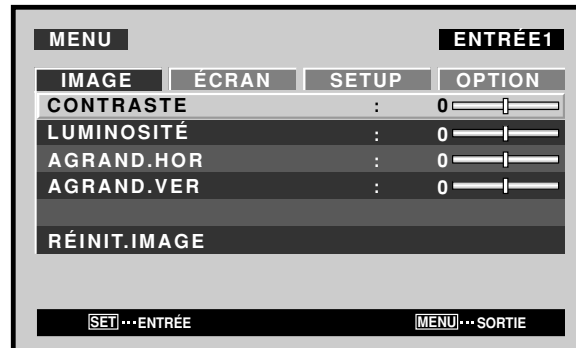 MENU ENTRÉE1
IMAGE ÉCRAN SETUP OPTION
CONTRASTE : 0
LUMINOSITÉ : 0
AGRAND.HOR : 0
AGRAND.VER : 0
RÉINIT.IMAGE
SET ··· ENTRÉE MENU ··· SORTIE